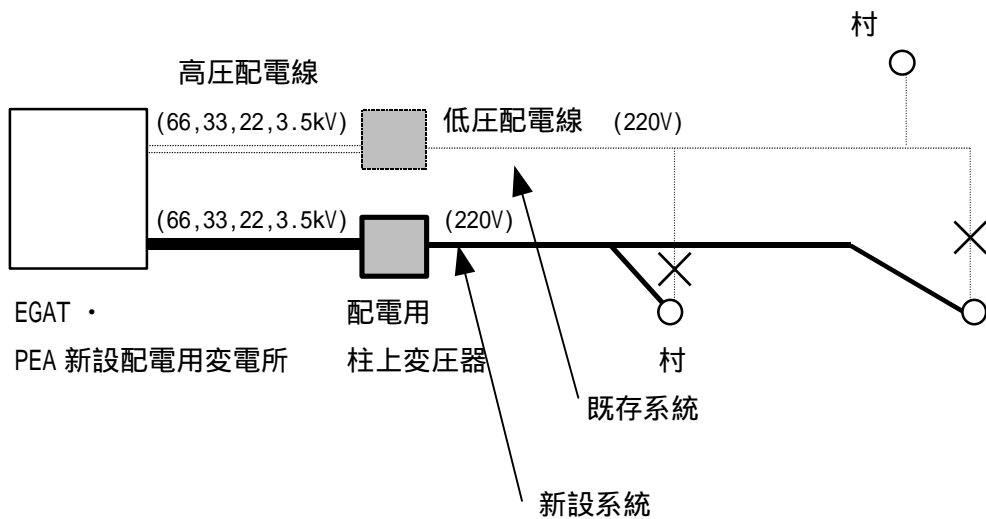 村
高圧配電線
(66,33,22,3.5kV)
低圧配電線 (220V)
(66,33,22,3.5kV)
(220V)
EGAT ・
PEA 新設配電用変電所
配電用
柱上変圧器
村
既存系統
新設系統